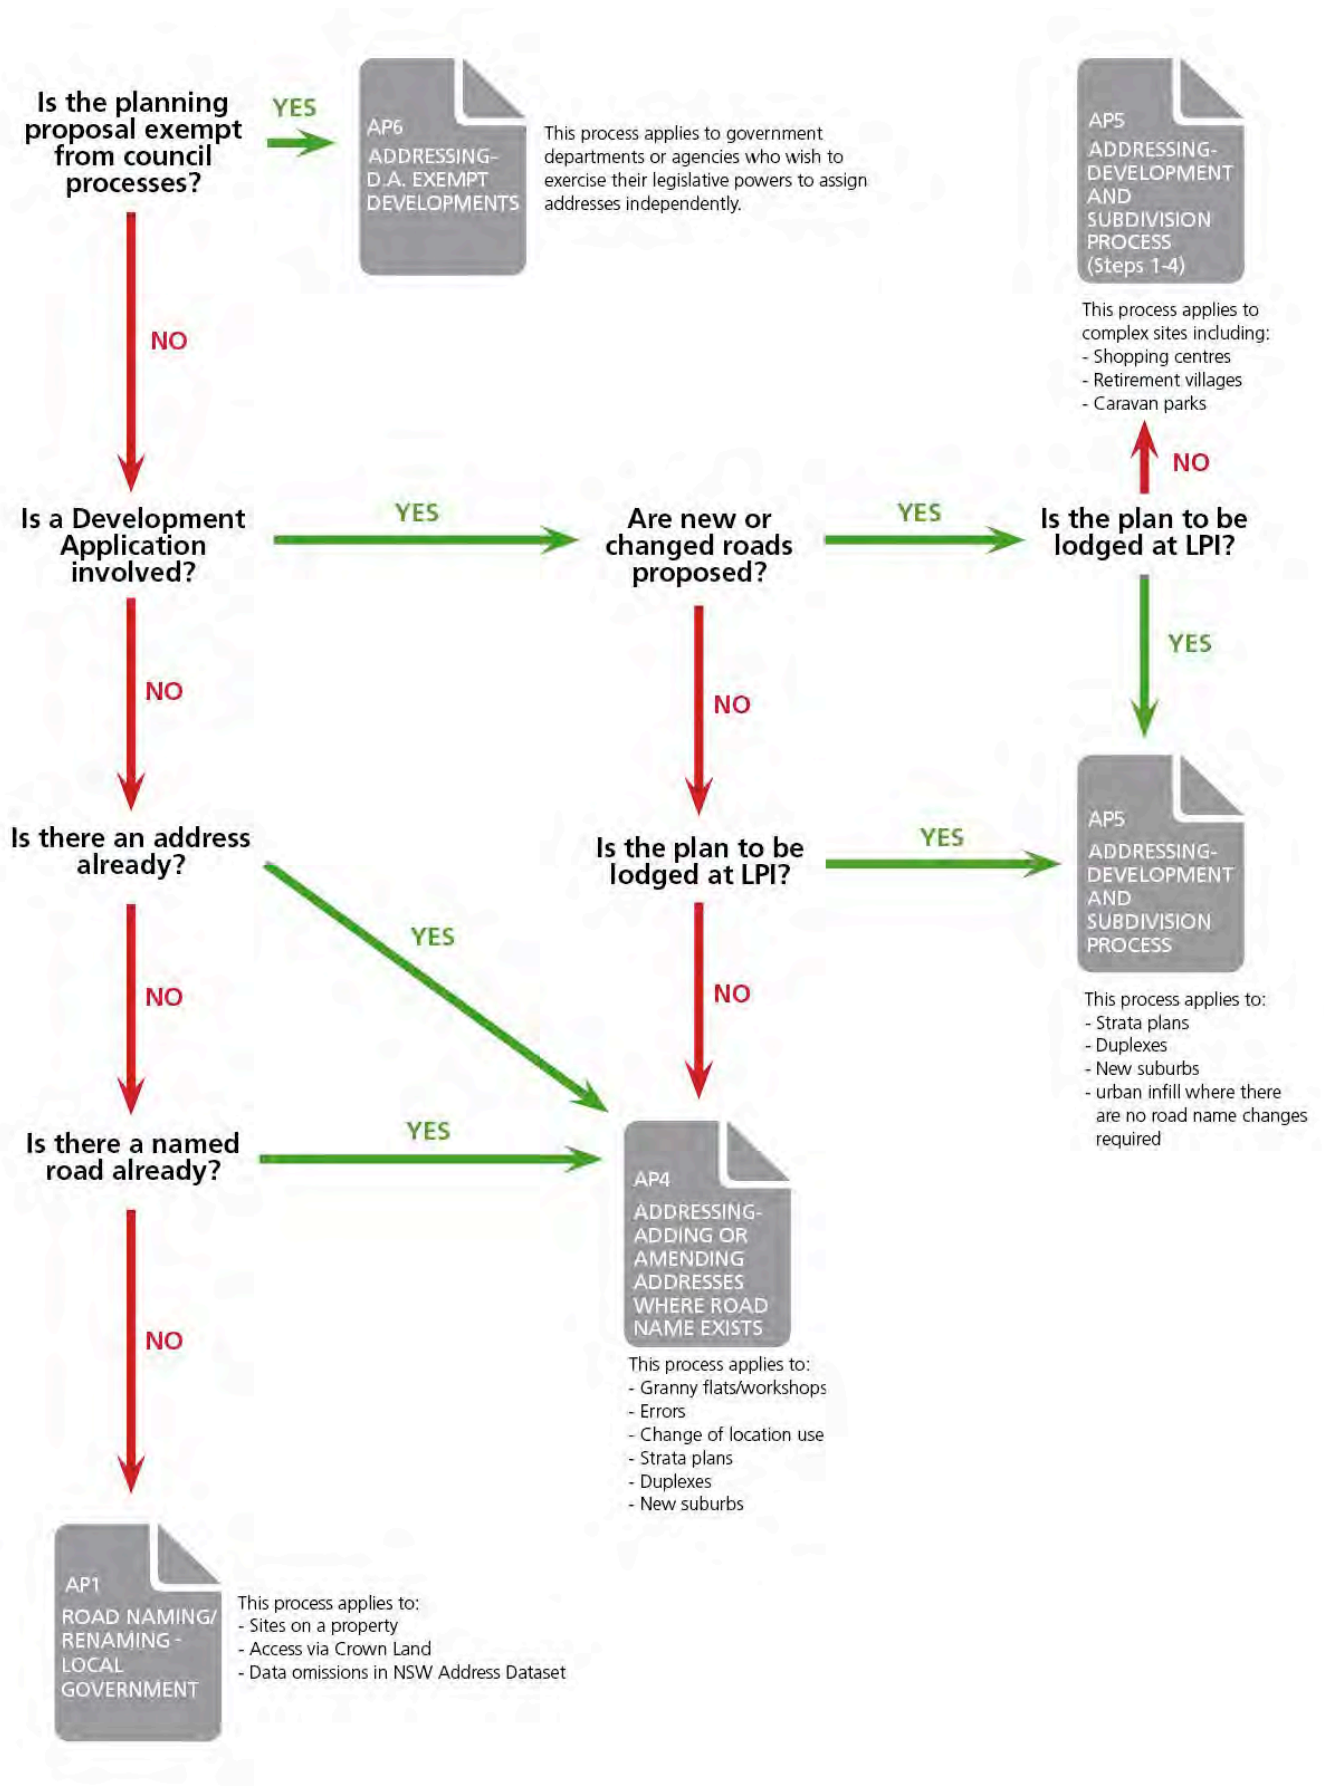 Is the planning
proposal exempt
from council
processes?
YES
AP6
ADDRESSING-
D.A. EXEMPT
DEVELOPMENTS
This process applies to government
departments or agencies who wish to
exercise their legislative powers to assign
addresses independently.
AP5
ADDRESSING-
DEVELOPMENT
AND
SUBDIVISION
PROCESS
(Steps 1-4)
This process applies to
complex sites including:
- Shopping centres
- Retirement villages
- Caravan parks
NO
NO
Is a Development
Application
involved?
YES
Are new or
changed roads
proposed?
YES
Is the plan to be
lodged at LPI?
YES
NO
NO
Is there an address
already?
YES
Is the plan to be
lodged at LPI?
YES
AP5
ADDRESSING-
DEVELOPMENT
AND
SUBDIVISION
PROCESS
This process applies to:
- Strata plans
- Duplexes
- New suburbs
- urban infill where there
are no road name changes
required
NO
NO
Is there a named
road already?
YES
AP4
ADDRESSING-
ADDING OR
AMENDING
ADDRESSES
WHERE ROAD
NAME EXISTS
This process applies to:
- Granny flats/workshops
- Errors
- Change of location use
- Strata plans
- Duplexes
- New suburbs
NO
AP1
ROAD NAMING/
RENAMING -
LOCAL
GOVERNMENT
This process applies to:
- Sites on a property
- Access via Crown Land
- Data omissions in NSW Address Dataset